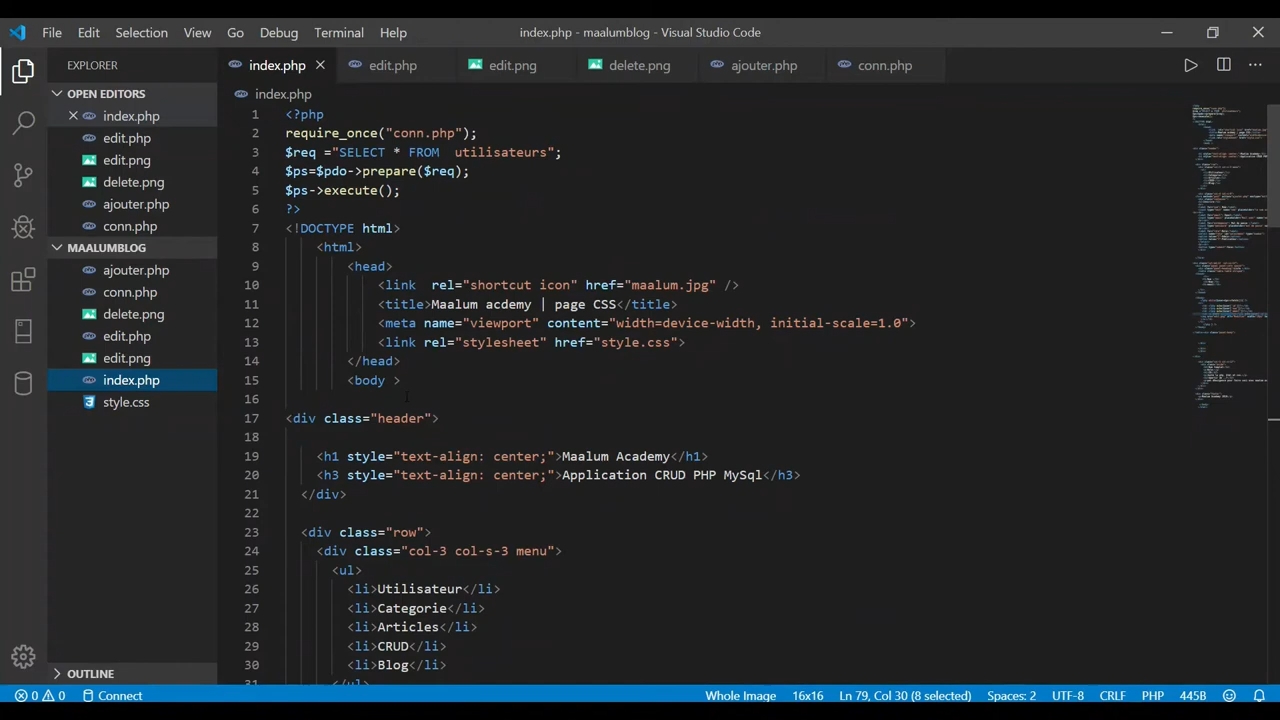 File Edit Selection View Go Debug Terminal Help index.php - maalumblog - Visual Studio Code
EXPLORER
index.php edit.php edit.png delete.png ajouter.php conn.php
OPEN EDITORS
index.php
edit.php
edit.png
delete.png
ajouter.php
conn.php
MAALUMBLOG
ajouter.php
conn.php
delete.png
edit.php
edit.png
index.php
style.css
OUTLINE
index.php
1 <?php
2 require_once("conn.php");
3 $req ="SELECT * FROM  utilisateurs";
4 $ps=$pdo->prepare($req);
5 $ps->execute();
6 ?>
7 <!DOCTYPE html>
8 <html>
9 <head>
10 <link rel="shortcut icon" href="maalum.jpg" />
11 <title>Maalum acdemy | page CSS</title>
12 <meta name="viewport" content="width=device-width, initial-scale=1.0">
13 <link rel="stylesheet" href="style.css">
14 </head>
15 <body >
16
17 <div class="header">
18
19 <h1 style="text-align: center;">Maalum Academy</h1>
20 <h3 style="text-align: center;">Application CRUD PHP MySql</h3>
21 </div>
22
23 <div class="row">
24 <div class="col-3 col-s-3 menu">
25 <ul>
26 <li>Utilisateur</li>
27 <li>Categorie</li>
28 <li>Articles</li>
29 <li>CRUD</li>
30 <li>Blog</li>
31 </ul>
0 0 Connect Whole Image 16x16 Ln 79, Col 30 (8 selected) Spaces: 2 UTF-8 CRLF PHP 445B